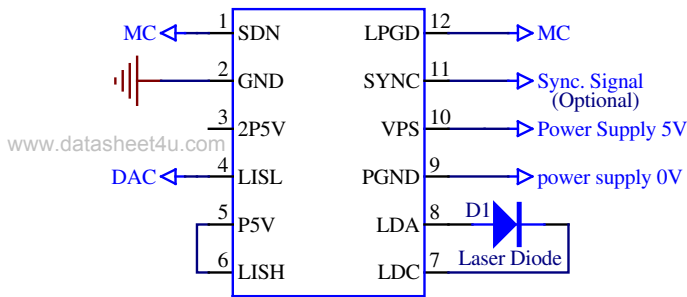 MC 1 SDN LPGD 12 MC
2 GND SYNC 11 Sync. Signal
(Optional)
3 2P5V VPS 10 Power Supply 5V
www.datasheet4u.com
DAC 4 LISL PGND 9 power supply 0V
5 P5V LDA 8 D1
Laser Diode
6 LISH LDC 7